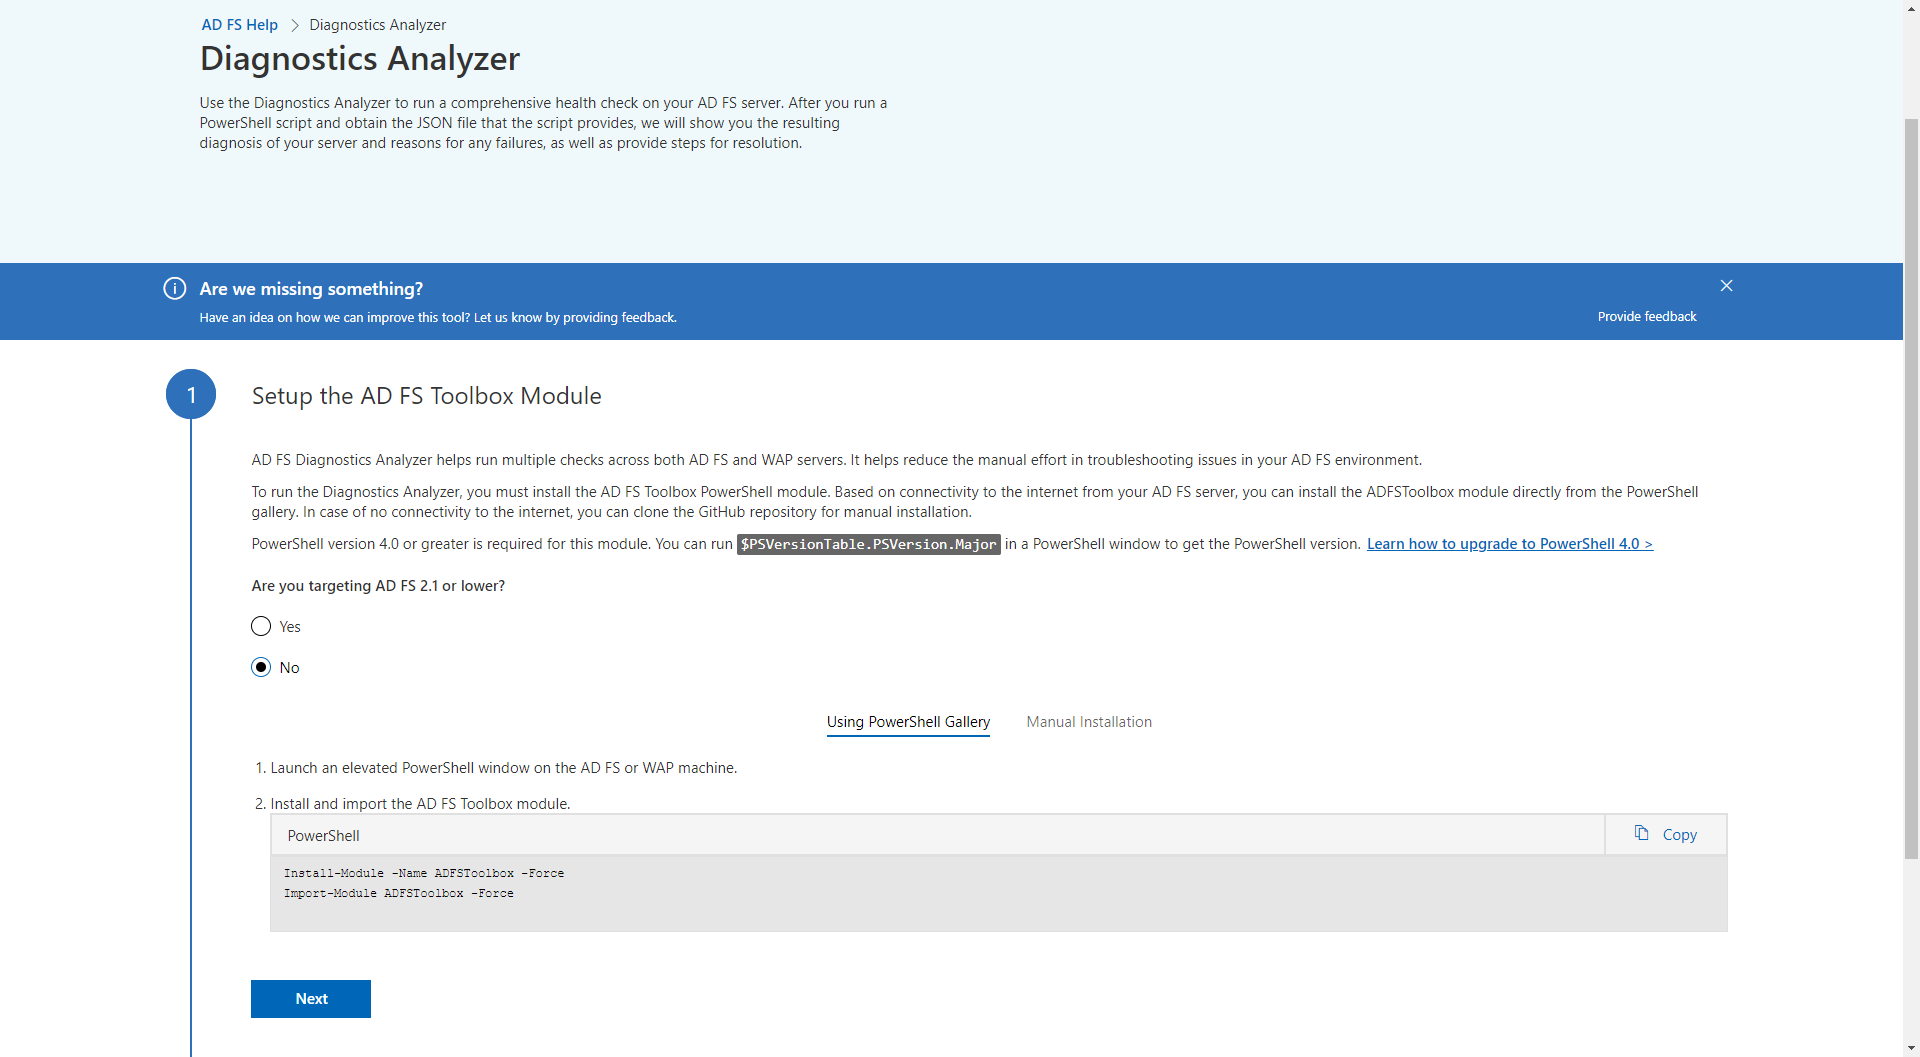 AD FS Help > Diagnostics Analyzer
Diagnostics Analyzer
Use the Diagnostics Analyzer to run a comprehensive health check on your AD FS server. After you run a
PowerShell script and obtain the JSON file that the script provides, we will show you the resulting
diagnosis of your server and reasons for any failures, as well as provide steps for resolution.
Are we missing something?
Have an idea on how we can improve this tool? Let us know by providing feedback.
Provide feedback
1
Setup the AD FS Toolbox Module
AD FS Diagnostics Analyzer helps run multiple checks across both AD FS and WAP servers. It helps reduce the manual effort in troubleshooting issues in your AD FS environment.
To run the Diagnostics Analyzer, you must install the AD FS Toolbox PowerShell module. Based on connectivity to the internet from your AD FS server, you can install the ADFSToolbox module directly from the PowerShell
gallery. In case of no connectivity to the internet, you can clone the GitHub repository for manual installation.
PowerShell version 4.0 or greater is required for this module. You can run $PSVersionTable.PSVersion.Major in a PowerShell window to get the PowerShell version. Learn how to upgrade to PowerShell 4.0 >
Are you targeting AD FS 2.1 or lower?
Yes
No
Using PowerShell Gallery Manual Installation
1. Launch an elevated PowerShell window on the AD FS or WAP machine.
2. Install and import the AD FS Toolbox module.
PowerShell Copy
Install-Module -Name ADFSToolbox -Force
Import-Module ADFSToolbox -Force
Next